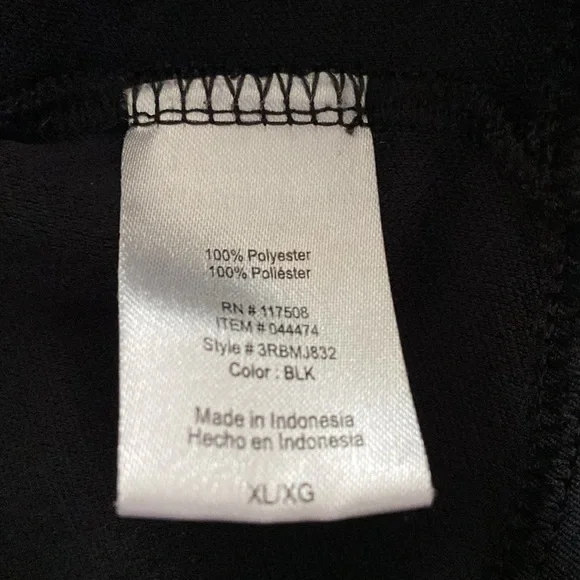 100% Polyester
100% Poliéster
RN # 117508
ITEM # 044474
Style # 3RBMJ832
Color : BLK
Made in Indonesia
Hecho en Indonesia
XL/XG